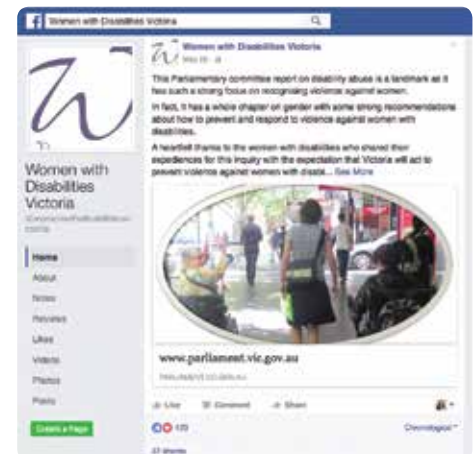 Women with Disabilities Victoria
Women with Disabilities Victoria
This Parliamentary committee report on disability abuse is a landmark as it
has such a strong focus on recognising violence against women.
In fact, it has a whole chapter on gender with some strong recommendations
about how to prevent and respond to violence against women with
disabilities.
A heartfelt thanks to the women with disabilities who shared their
experiences for this inquiry with the expectation that Victoria will act to
prevent violence against women with disabi... See More
www.parliament.vic.gov.au
Like Comment Share
Chronological
Women with
Disabilities
Victoria
Home
About
Notes
Reviews
Likes
Videos
Photos
Posts
Create a Page